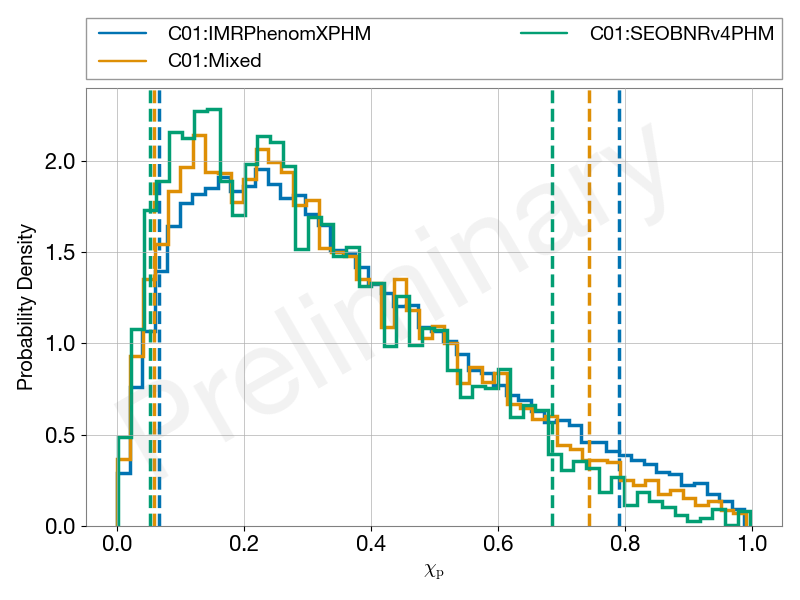 C01:IMRPhenomXPHM
C01:Mixed
C01:SEOBNRv4PHM
Preliminary
Probability Density
2.0
1.5
1.0
0.5
0.0
0.0 0.2 0.4 0.6 0.8 1.0
χp